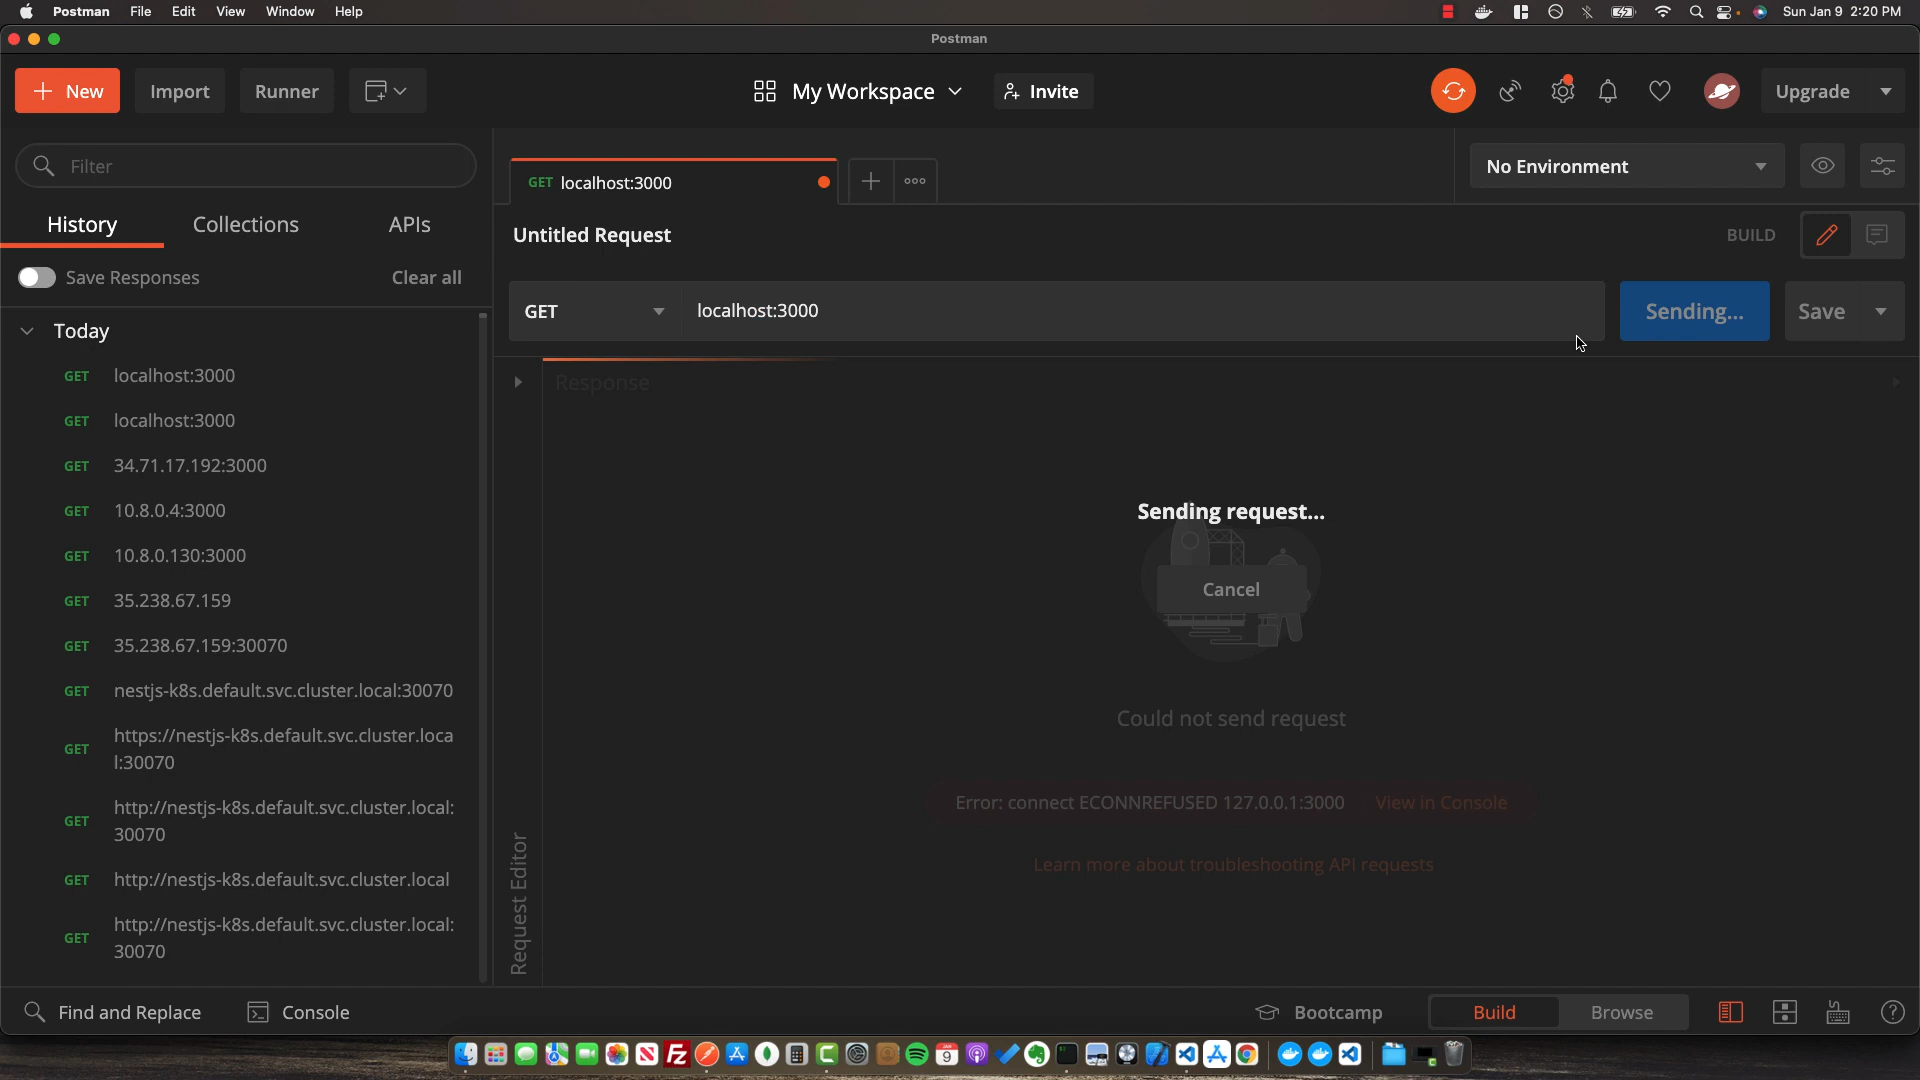 Postman File Edit View Window Help
Sun Jan 9 2:20 PM
Postman
New
Import
Runner
My Workspace
Invite
Upgrade
Filter
History
Collections
APIs
Save Responses
Clear all
Today
GET localhost:3000
GET localhost:3000
GET 34.71.17.192:3000
GET 10.8.0.4:3000
GET 10.8.0.130:3000
GET 35.238.67.159
GET 35.238.67.159:30070
GET nestjs-k8s.default.svc.cluster.local:30070
GET https://nestjs-k8s.default.svc.cluster.loca
l:30070
GET http://nestjs-k8s.default.svc.cluster.local:
30070
GET http://nestjs-k8s.default.svc.cluster.local
GET http://nestjs-k8s.default.svc.cluster.local:
30070
GET localhost:3000
No Environment
Untitled Request
BUILD
GET
localhost:3000
Sending...
Save
Response
Sending request...
Cancel
Could not send request
Error: connect ECONNREFUSED 127.0.0.1:3000 View in Console
Learn more about troubleshooting API requests
Request Editor
Find and Replace
Console
Bootcamp
Build
Browse
JAN
9